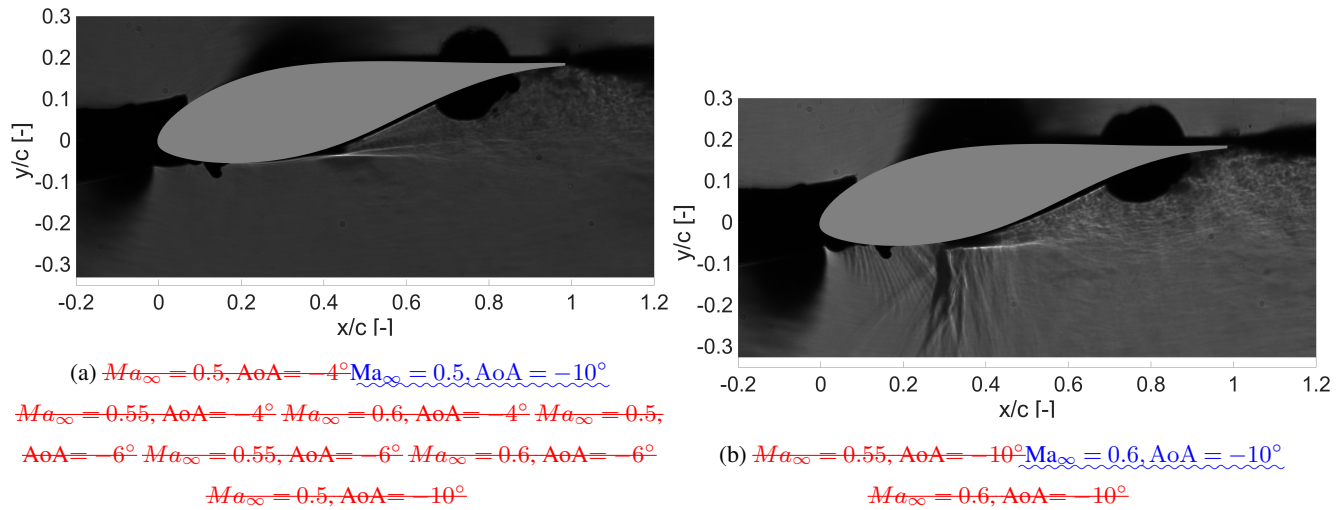 0.3
0.2
0.1
0
-0.1
-0.2
-0.3
y/c [-]
-0.2 0 0.2 0.4 0.6 0.8 1 1.2
x/c [-]
(a) Ma∞ = 0.5, AoA= −4°Ma∞ = 0.5, AoA = −10°
Ma∞ = 0.55, AoA= −4° Ma∞ = 0.6, AoA= −4° Ma∞ = 0.5,
AoA= −6° Ma∞ = 0.55, AoA= −6° Ma∞ = 0.6, AoA= −6°
Ma∞ = 0.5, AoA= −10°
0.3
0.2
0.1
0
-0.1
-0.2
-0.3
y/c [-]
-0.2 0 0.2 0.4 0.6 0.8 1 1.2
x/c [-]
(b) Ma∞ = 0.55, AoA= −10°Ma∞ = 0.6, AoA = −10°
Ma∞ = 0.6, AoA= −10°